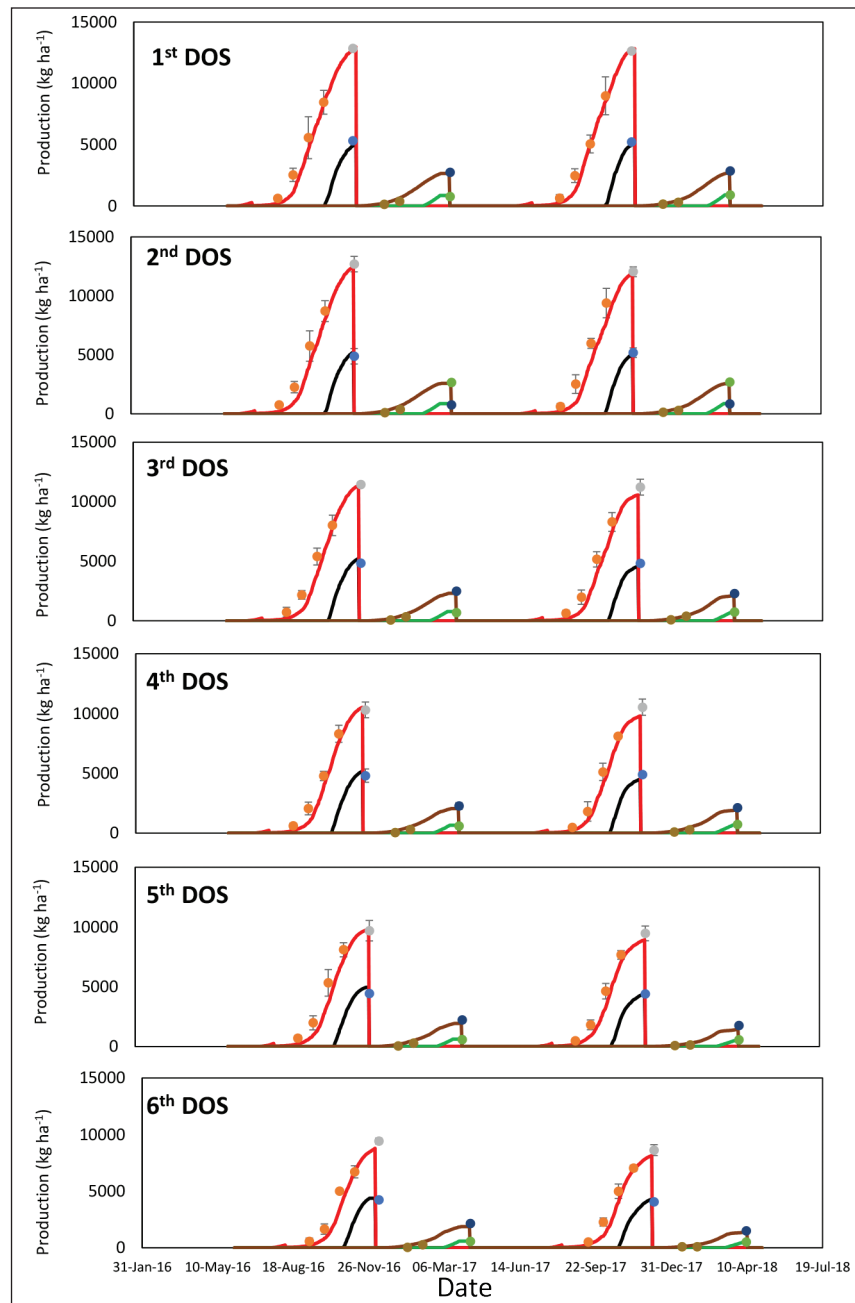 15000
10000
5000
0
Production (kg ha-1)
1st DOS
15000
10000
5000
0
Production (kg ha-1)
2nd DOS
15000
10000
5000
0
Production (kg ha-1)
3rd DOS
15000
10000
5000
0
Production (kg ha-1)
4th DOS
15000
10000
5000
0
Production (kg ha-1)
5th DOS
15000
10000
5000
0
Production (kg ha-1)
6th DOS
31-Jan-16 10-May-16 18-Aug-16 26-Nov-16 06-Mar-17 14-Jun-17 22-Sep-17 31-Dec-17 10-Apr-18 19-Jul-18
Date